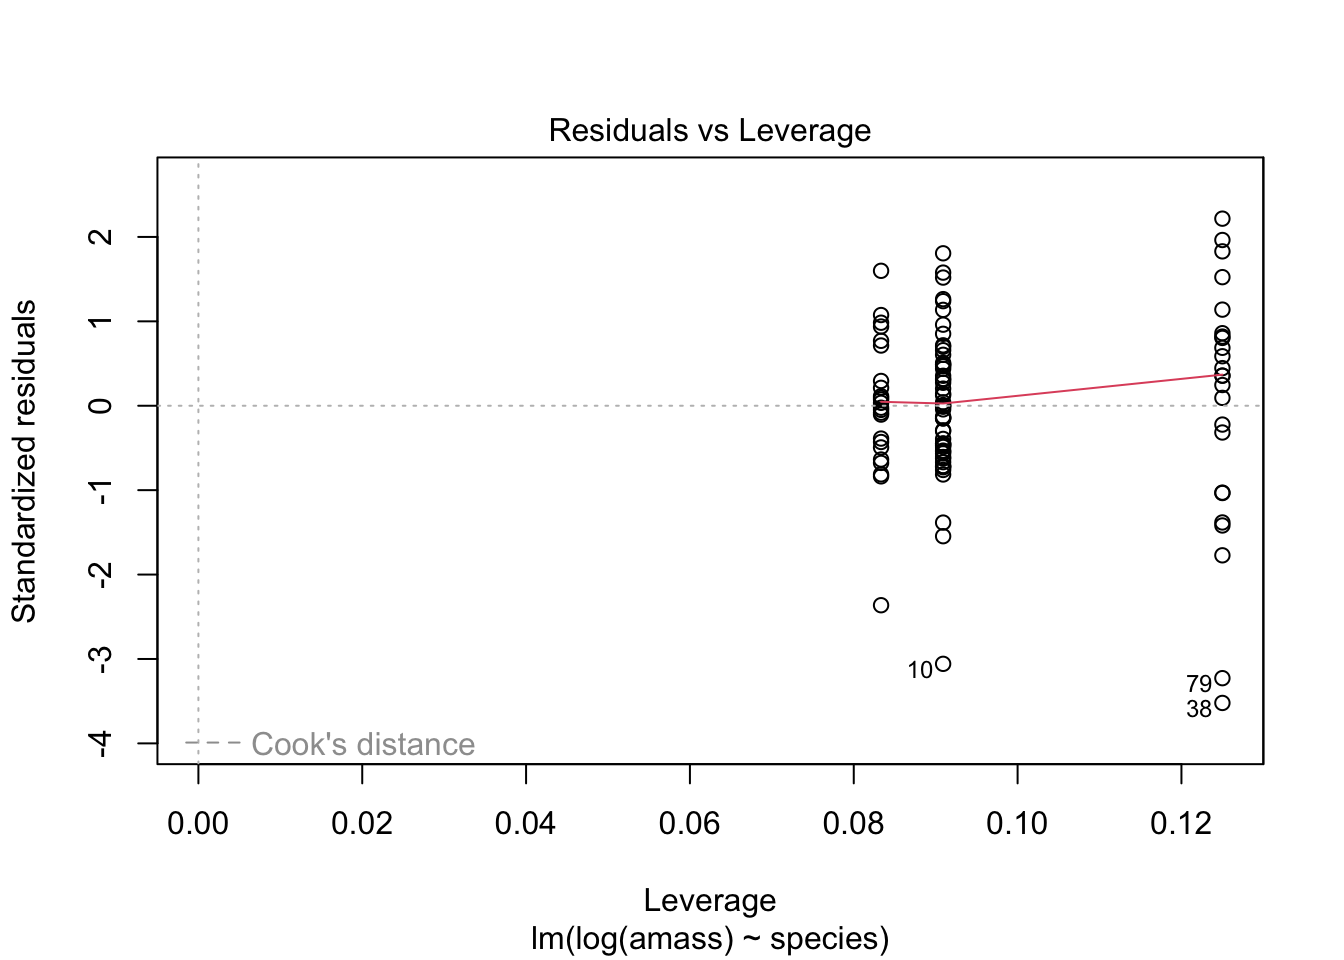 Residuals vs Leverage
Standardized residuals
2
1
0
-1
-2
-3
-4
10
79
38
Cook's distance
0.00 0.02 0.04 0.06 0.08 0.10 0.12
Leverage
lm(log(amass) ~ species)